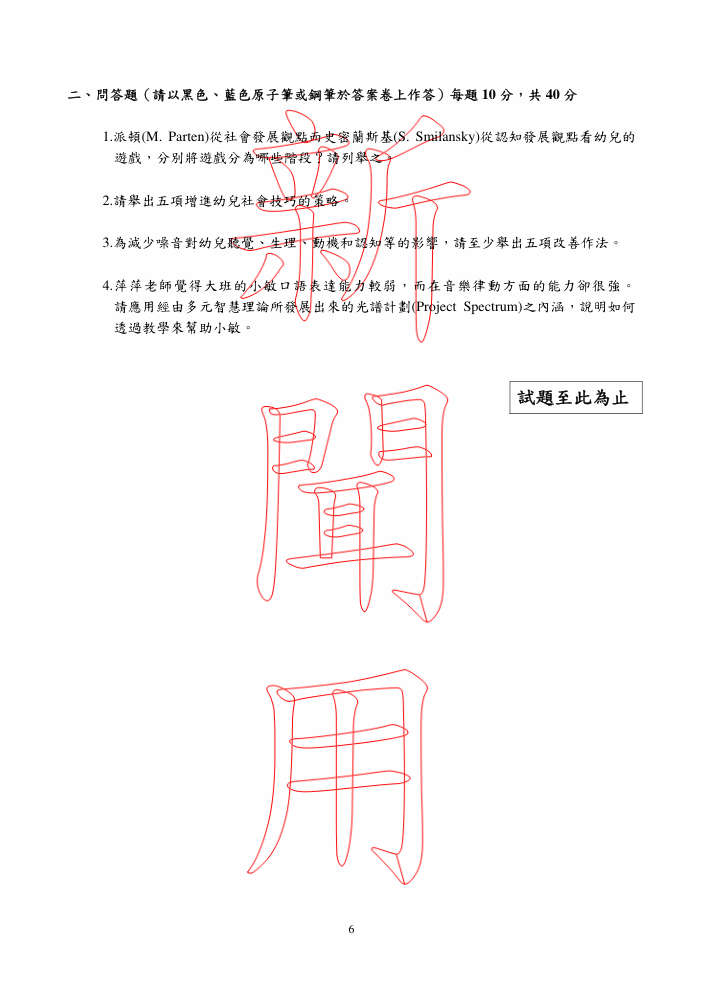 二、問答題（請以黑色、藍色原子筆或鋼筆於答案卷上作答）每題 10 分，共 40 分
1.派頓(M. Parten)從社會發展觀點而史密蘭斯基(S. Smilansky)從認知發展觀點看幼兒的
遊戲，分別將遊戲分為哪些階段？請列舉之。
2.請舉出五項增進幼兒社會技巧的策略。
3.為減少噪音對幼兒聽覺、生理、動機和認知等的影響，請至少舉出五項改善作法。
4.萍萍老師覺得大班的小敏口語表達能力較弱，而在音樂律動方面的能力卻很強。
請應用經由多元智慧理論所發展出來的光譜計劃(Project Spectrum)之內涵，說明如何
透過教學來幫助小敏。
試題至此為止
新
聞
用
6